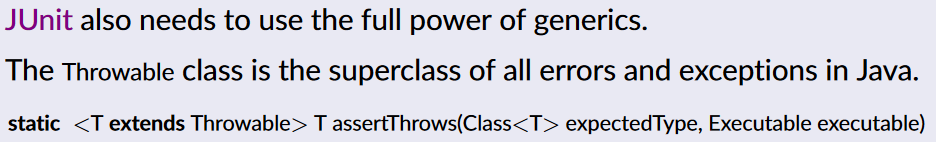 JUnit also needs to use the full power of generics.
The Throwable class is the superclass of all errors and exceptions in Java.
static <T extends Throwable> T assertThrows(Class<T> expectedType, Executable executable)